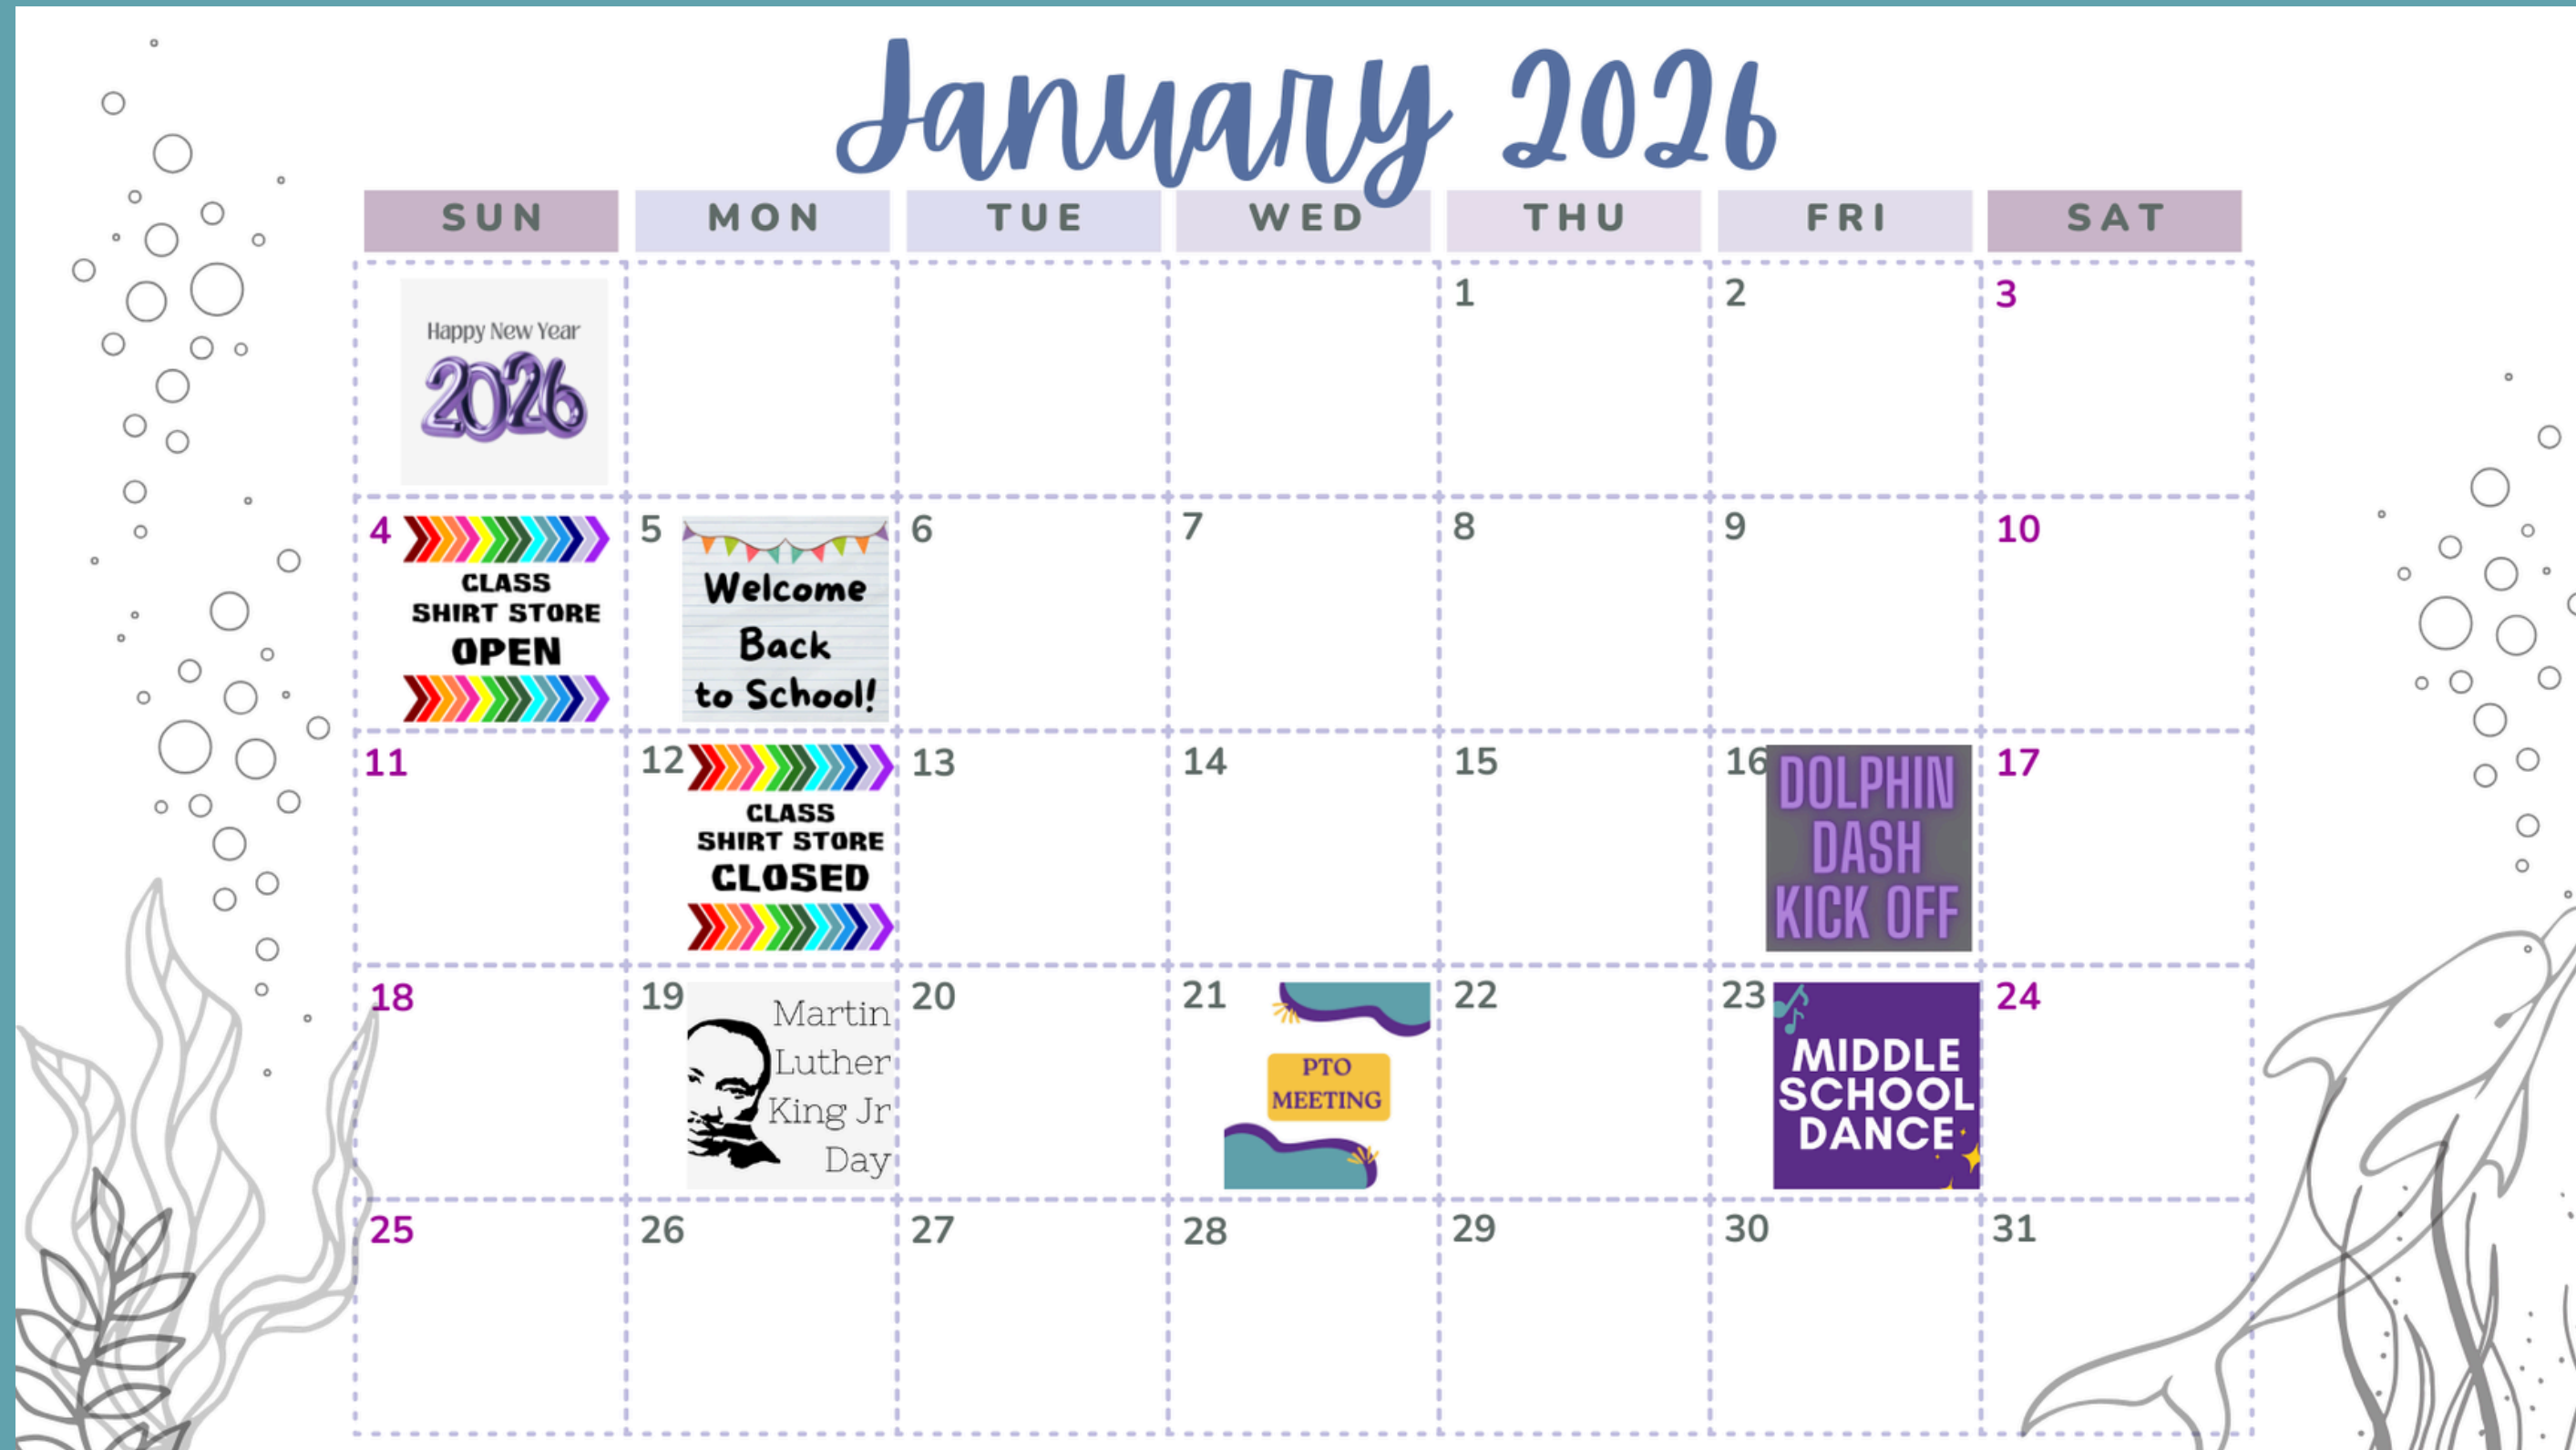 January 2026
SUN MON TUE WED THU FRI SAT
Happy New Year
2026
1
2
3
4
CLASS
SHIRT STORE
OPEN
5
Welcome
Back
to School!
6
7
8
9
10
11
12
CLASS
SHIRT STORE
CLOSED
13
14
15
16
DOLPHIN
DASH
KICK OFF
17
18
19
Martin
Luther
King Jr
Day
20
21
PTO
MEETING
22
23
MIDDLE
SCHOOL
DANCE
24
25
26
27
28
29
30
31